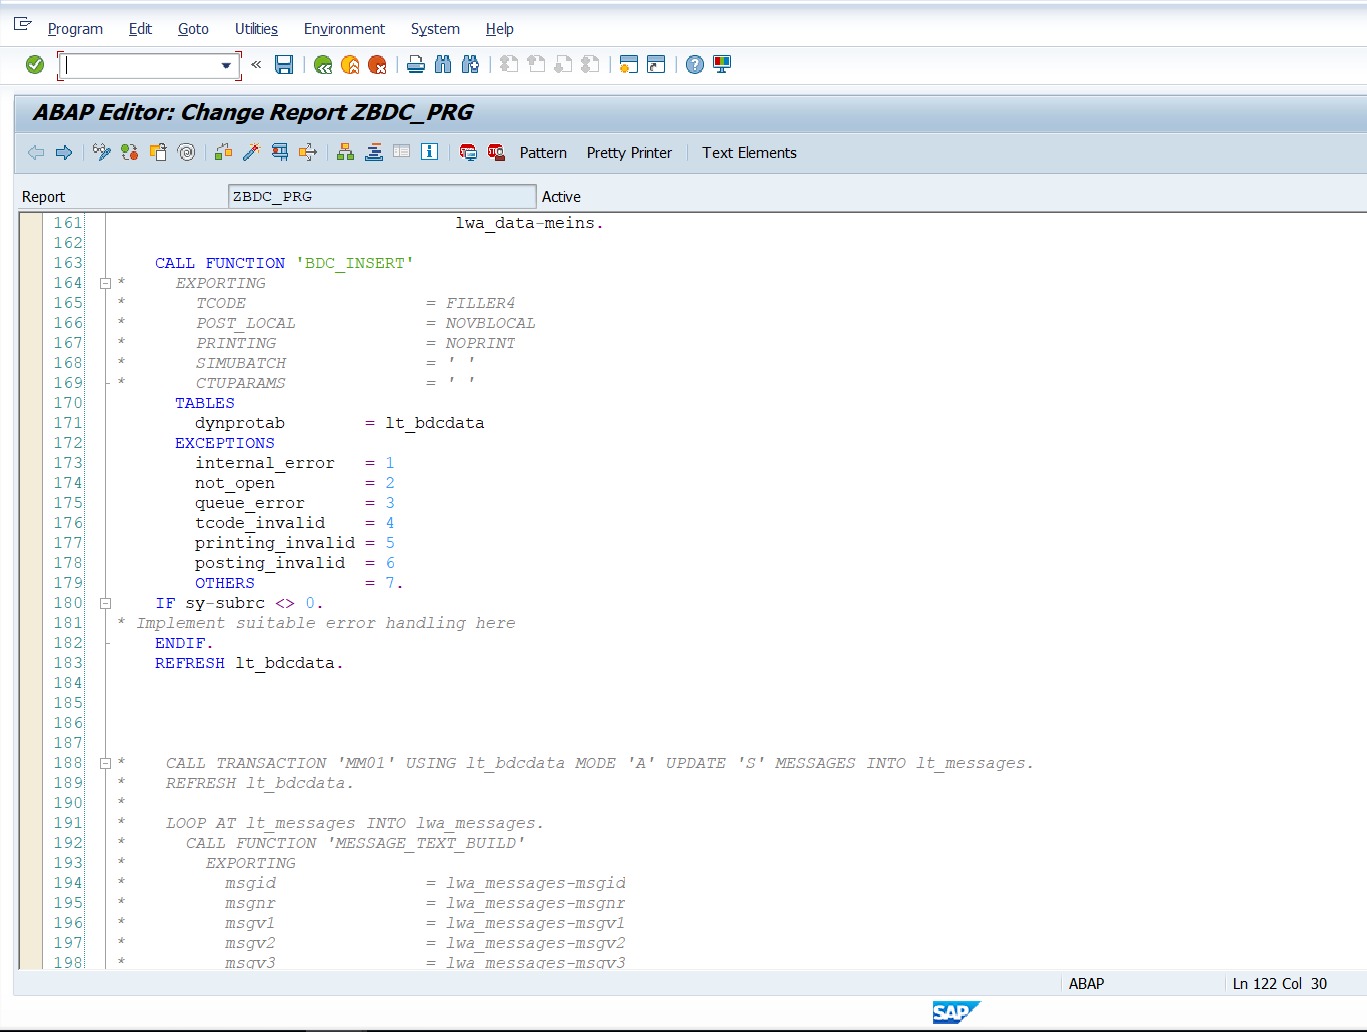 Program Edit Goto Utilities Environment System Help
«
ABAP Editor: Change Report ZBDC_PRG
Pattern Pretty Printer Text Elements
Report ZBDC_PRG Active
161 lwa_data-meins.
162
163 CALL FUNCTION 'BDC_INSERT'
164 * EXPORTING
165 * TCODE = FILLER4
166 * POST_LOCAL = NOVBLOCAL
167 * PRINTING = NOPRINT
168 * SIMUBATCH = ' '
169 * CTUPARAMS = ' '
170 TABLES
171 dynprotab = lt_bdcdata
172 EXCEPTIONS
173 internal_error = 1
174 not_open = 2
175 queue_error = 3
176 tcode_invalid = 4
177 printing_invalid = 5
178 posting_invalid = 6
179 OTHERS = 7.
180 IF sy-subrc <> 0.
181 * Implement suitable error handling here
182 ENDIF.
183 REFRESH lt_bdcdata.
184
185
186
187
188 * CALL TRANSACTION 'MM01' USING lt_bdcdata MODE 'A' UPDATE 'S' MESSAGES INTO lt_messages.
189 * REFRESH lt_bdcdata.
190 *
191 * LOOP AT lt_messages INTO lwa_messages.
192 * CALL FUNCTION 'MESSAGE_TEXT_BUILD'
193 * EXPORTING
194 * msgid = lwa_messages-msgid
195 * msgnr = lwa_messages-msgnr
196 * msgv1 = lwa_messages-msgv1
197 * msgv2 = lwa_messages-msgv2
198 * msgv3 = lwa_messages-msgv3
ABAP Ln 122 Col 30
SAP